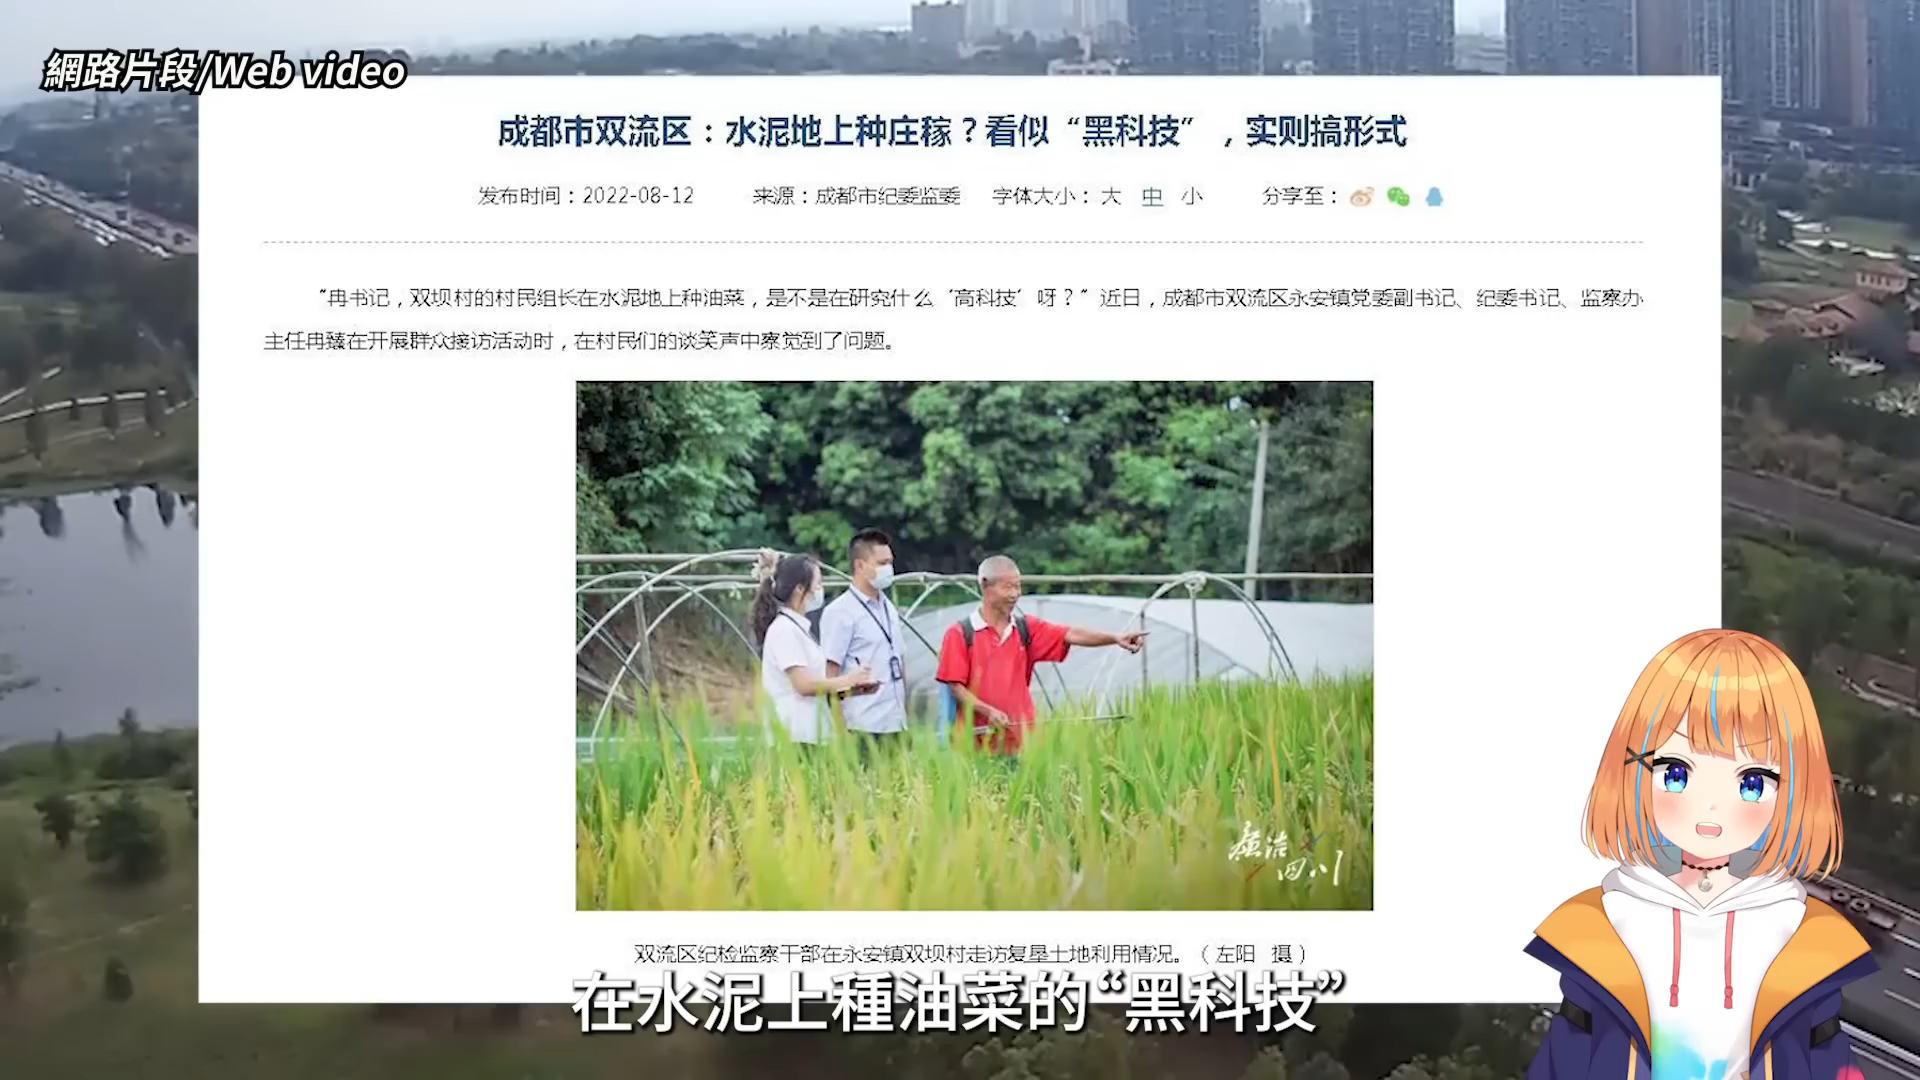 網路片段/Web video
成都市双流区：水泥地上种庄稼？看似“黑科技”，实则搞形式
发布时间：2022-08-12 来源：成都市纪委监委 字体大小：大 中 小 分享至：
“冉书记，双坝村的村民组长在水泥地上种油菜，是不是在研究什么‘高科技’呀？”近日，成都市双流区永安镇党委副书记、纪委书记、监察办
主任冉臻在开展群众接访活动时，在村民们的谈笑声中察觉到了问题。
廉洁
四川
双流区纪检监察干部在永安镇双坝村走访复垦土地利用情况。（左阳 摄）
在水泥上種油菜的“黑科技”